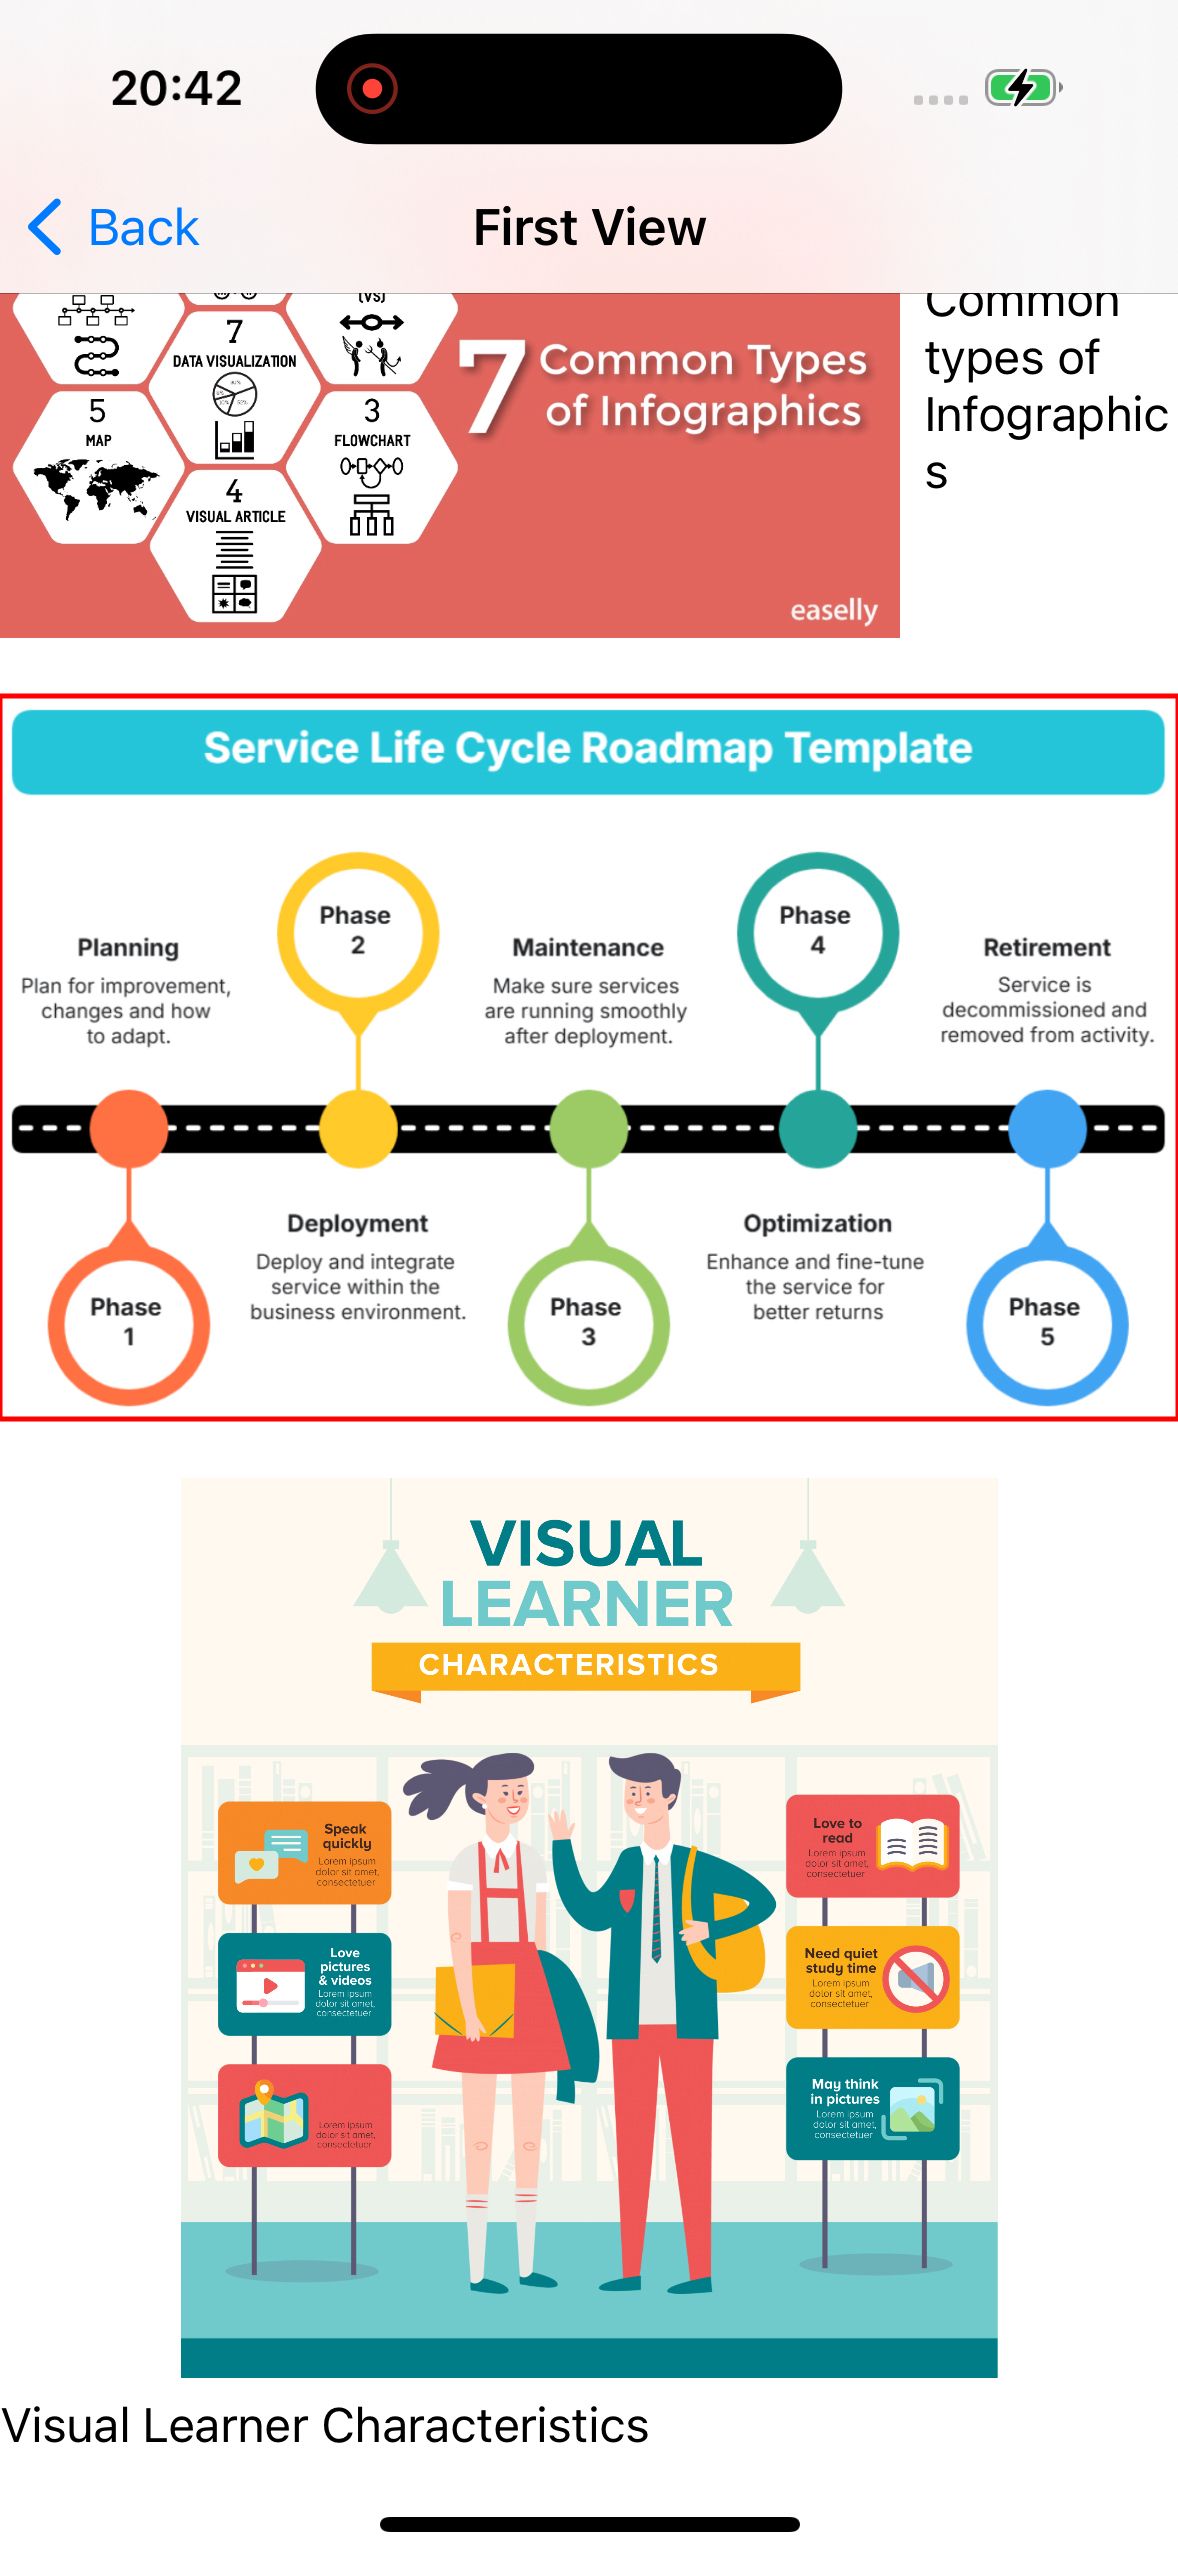 20:42
Back
First View
(VS)
7
DATA VISUALIZATION
5
MAP
3
FLOWCHART
4
VISUAL ARTICLE
7 Common Types
of Infographics
easelly
Common
types of
Infographic
s
Service Life Cycle Roadmap Template
Phase
2
Phase
4
Planning
Plan for improvement,
changes and how
to adapt.
Maintenance
Make sure services
are running smoothly
after deployment.
Retirement
Service is
decommissioned and
removed from activity.
Deployment
Deploy and integrate
service within the
business environment.
Optimization
Enhance and fine-tune
the service for
better returns
Phase
1
Phase
3
Phase
5
VISUAL
LEARNER
CHARACTERISTICS
Speak
quickly
Lorem ipsum
dolor sit amet,
consectetuer
Love
pictures
& videos
Lorem ipsum
dolor sit amet,
consectetuer
Lorem ipsum
dolor sit amet,
consectetuer
Love to
read
Lorem ipsum
dolor sit amet,
consectetuer
Need quiet
study time
Lorem ipsum
dolor sit amet,
consectetuer
May think
in pictures
Lorem ipsum
dolor sit amet,
consectetuer
Visual Learner Characteristics